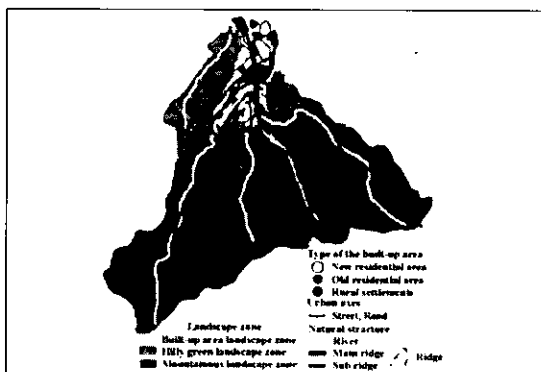 Type of the built-up area
New residential area
Old residential area
Rural settlements
Urban axes
Street, Road
Natural structure
River
Main ridge
Sub ridge
Ridge
Landscape zone
Built-up area landscape zone
Hilly green landscape zone
Mountainous landscape zone